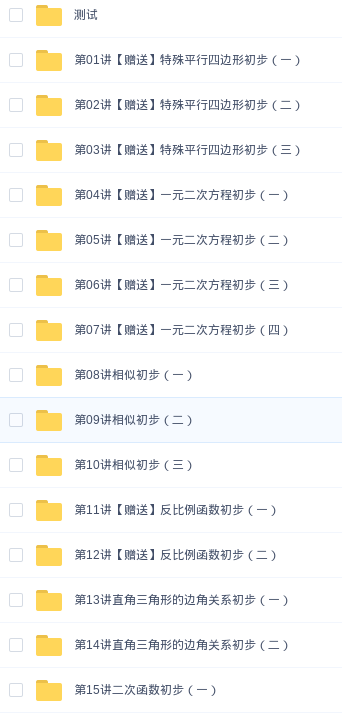 测试
第01讲【赠送】特殊平行四边形初步（一）
第02讲【赠送】特殊平行四边形初步（二）
第03讲【赠送】特殊平行四边形初步（三）
第04讲【赠送】一元二次方程初步（一）
第05讲【赠送】一元二次方程初步（二）
第06讲【赠送】一元二次方程初步（三）
第07讲【赠送】一元二次方程初步（四）
第08讲相似初步（一）
第09讲相似初步（二）
第10讲相似初步（三）
第11讲【赠送】反比例函数初步（一）
第12讲【赠送】反比例函数初步（二）
第13讲直角三角形的边角关系初步（一）
第14讲直角三角形的边角关系初步（二）
第15讲二次函数初步（一）